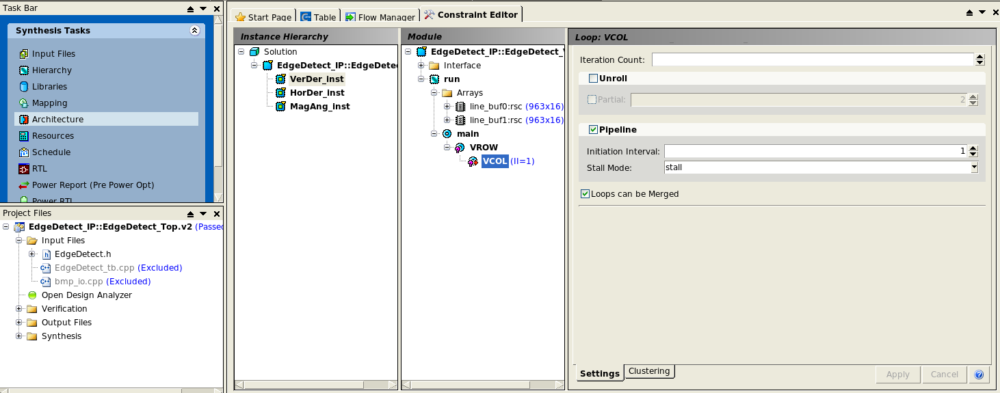 Task Bar
Synthesis Tasks
Input Files
Hierarchy
Libraries
Mapping
Architecture
Resources
Schedule
RTL
Power Report (Pre Power Opt)
Power RTL
Project Files
EdgeDetect_IP::EdgeDetect_Top.v2 (Passed
Input Files
EdgeDetect.h
EdgeDetect_tb.cpp (Excluded)
bmp_io.cpp (Excluded)
Open Design Analyzer
Verification
Output Files
Synthesis
Start Page
Table
Flow Manager
Constraint Editor
Instance Hierarchy
Solution
EdgeDetect_IP::EdgeDete
VerDer_inst
HorDer_inst
MagAng_inst
Module
EdgeDetect_IP::EdgeDetect_
Interface
run
Arrays
line_buf0:rsc (963x16)
line_buf1:rsc (963x16)
main
VROW
VCOL (II=1)
Loop: VCOL
Iteration Count:
Unroll
Partial: 2
Pipeline
Initiation Interval: 1
Stall Mode: stall
Loops can be Merged
Settings
Clustering
Apply
Cancel